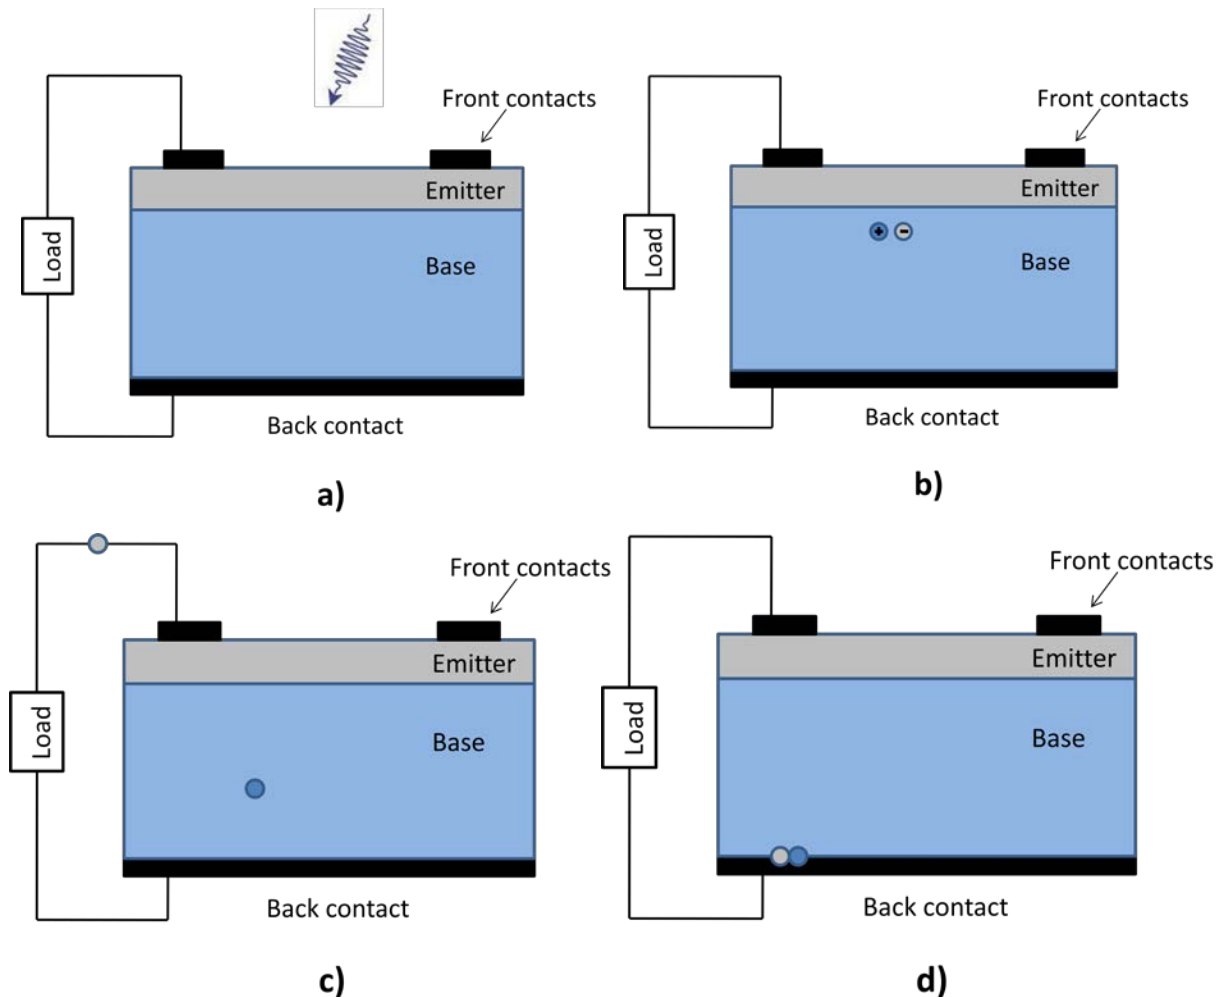 Front contacts
Emitter
Load
Base
Back contact
a)
Front contacts
Emitter
+ -
Load
Base
Back contact
b)
Front contacts
Emitter
Load
Base
Back contact
c)
Front contacts
Emitter
Load
Base
Back contact
d)